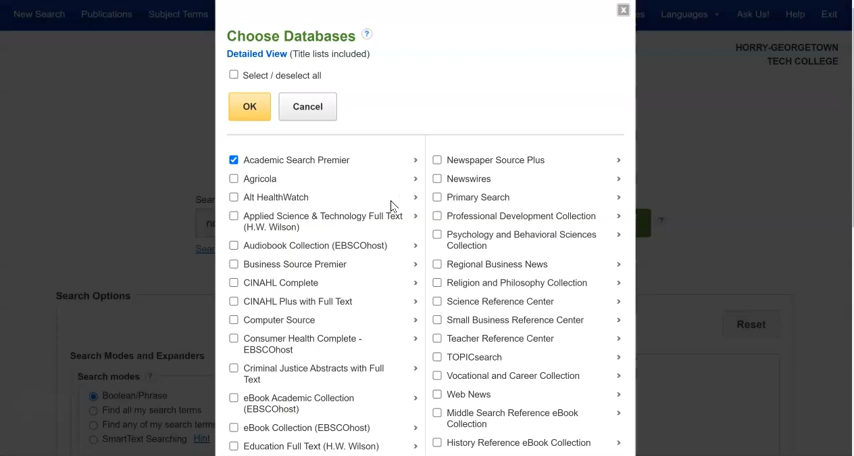 New Search Publications Subject Terms
Languages Ask Us! Help Exit
HORRY-GEORGETOWN
TECH COLLEGE
Choose Databases ?
Detailed View (Title lists included)
Select / deselect all
OK Cancel
Academic Search Premier
Agricola
Alt HealthWatch
Applied Science & Technology Full Text
(H.W. Wilson)
Audiobook Collection (EBSCOhost)
Business Source Premier
CINAHL Complete
CINAHL Plus with Full Text
Computer Source
Consumer Health Complete -
EBSCOhost
Criminal Justice Abstracts with Full
Text
eBook Academic Collection
(EBSCOhost)
eBook Collection (EBSCOhost)
Education Full Text (H.W. Wilson)
Newspaper Source Plus
Newswires
Primary Search
Professional Development Collection
Psychology and Behavioral Sciences
Collection
Regional Business News
Religion and Philosophy Collection
Science Reference Center
Small Business Reference Center
Teacher Reference Center
TOPICsearch
Vocational and Career Collection
Web News
Middle Search Reference eBook
Collection
History Reference eBook Collection
Search Options
Reset
Search Modes and Expanders
Search modes ?
Boolean/Phrase
Find all my search terms
Find any of my search terms
SmartText Searching Hint